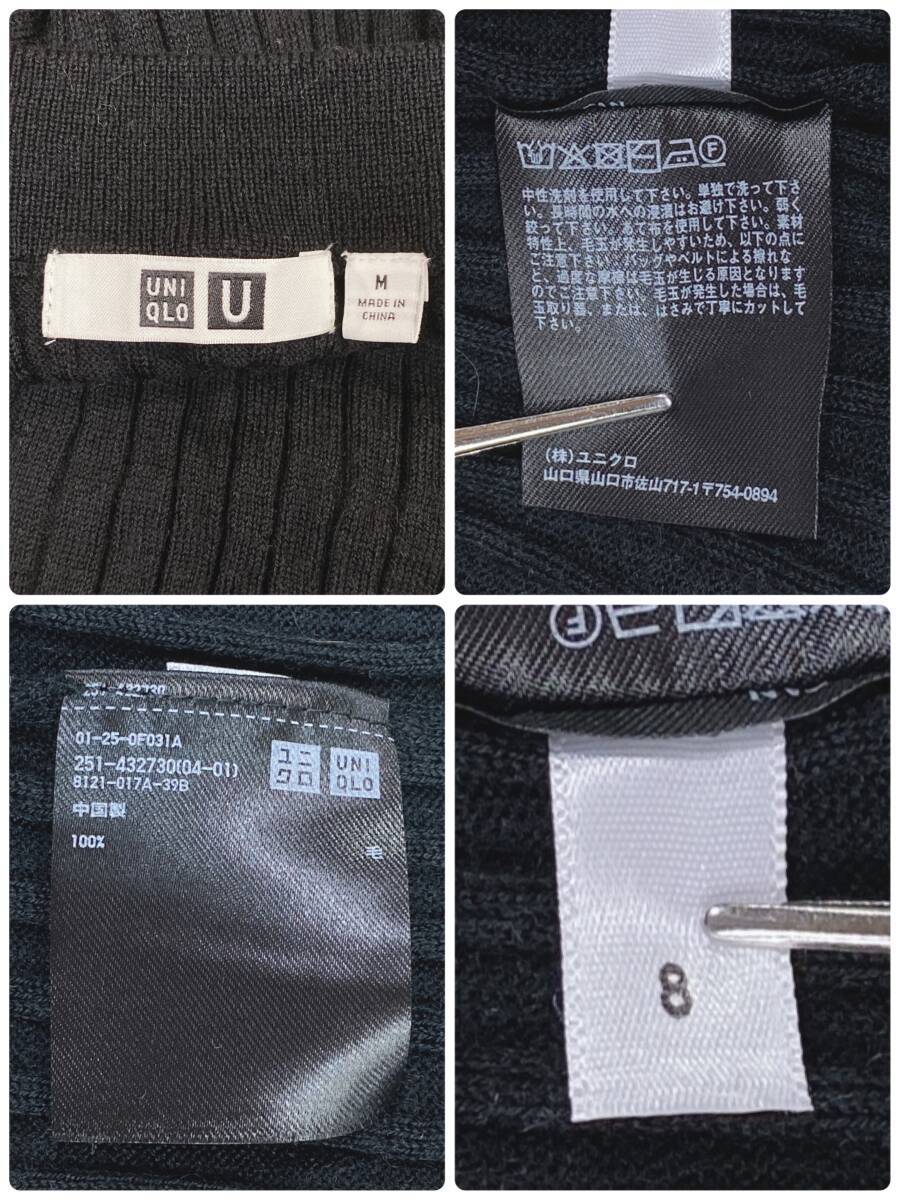 UNI
QLO
U
M
MADE IN
CHINA
中性洗剤を使用して下さい。単独で洗って下さ
い。長時間の水への浸漬はお避け下さい。弱く
絞って下さい。あて布を使用して下さい。素材
特性上、毛玉が発生しやすいため、以下の点に
ご注意下さい。バッグやベルトによる擦れな
ど、過度な摩擦は毛玉が生じる原因となります
のでご注意下さい。毛玉が発生した場合は、毛
玉取り器、または、はさみで丁寧にカットして
下さい。
(株)ユニクロ
山口県山口市佐山717-1〒754-0894
251-432730
01-25-0F031A
251-432730(04-01)
8121-017A-39B
中国製
100% 毛
ユニ
クロ
UNI
QLO
F
8